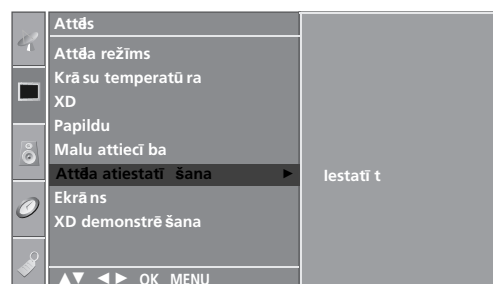 Attēls
Attēla režīms
Krāsu temperatūra
XD
Papildu
Malu attiecība
Attēla atiestatīšana ► Iestatīt
Ekrāns
XD demonstrēšana
▲▼ ◄► OK MENU